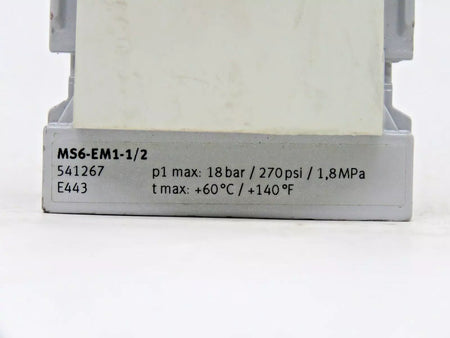 MS6-EM1-1/2
541267 p1 max: 18 bar / 270 psi / 1,8 MPa
E443 t max: +60°C / +140°F